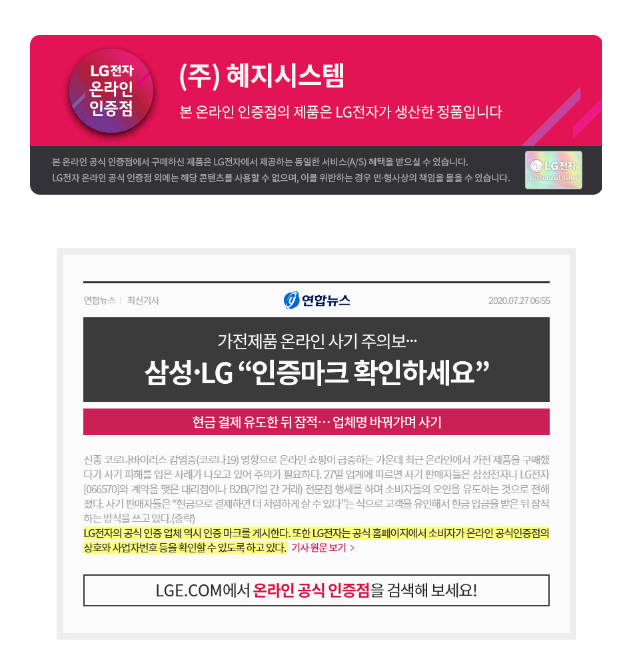 LG전자
온라인
인증점
(주) 혜지시스템
본 온라인 인증점의 제품은 LG전자가 생산한 정품입니다
본 온라인 공식 인증점에서 구매하신 제품은 LG전자에서 제공하는 동일한 서비스(A/S) 혜택을 받으실 수 있습니다.
LG전자 온라인 공식 인증점 외에는 해당 콘텐츠를 사용할 수 없으며, 이를 위반하는 경우 민·형사상의 책임을 물을 수 있습니다.
LG전자
연합뉴스 | 최신기사
연합뉴스
2020.07.27 06:55
가전제품 온라인 사기 주의보…
삼성·LG “인증마크 확인하세요”
현금 결제 유도한 뒤 잠적… 업체명 바꿔가며 사기
신종 코로나바이러스 감염증(코로나19) 영향으로 온라인 쇼핑이 급증하는 가운데 최근 온라인에서 가전 제품을 구매했
다가 사기 피해를 입은 사례가 나오고 있어 주의가 필요하다. 27일 업계에 따르면 사기 판매자들은 삼성전자나 LG전자
[066570]와 계약을 맺은 대리점이나 B2B(기업 간 거래) 전문점 행세를 하며 소비자들의 오인을 유도하는 것으로 전해
졌다. 사기 판매자들은 “현금으로 결제하면 더 저렴하게 살 수 있다”는 식으로 고객을 유인해서 현금 입금을 받은 뒤 잠적
하는 방식을 쓰고 있다.(중략)
LG전자의 공식 인증 업체 역시 인증 마크를 게시한다. 또한 LG전자는 공식 홈페이지에서 소비자가 온라인 공식인증점의
상호와 사업자번호 등을 확인할 수 있도록 하고 있다. 기사 원문 보기 >
LGE.COM에서 온라인 공식 인증점을 검색해 보세요!